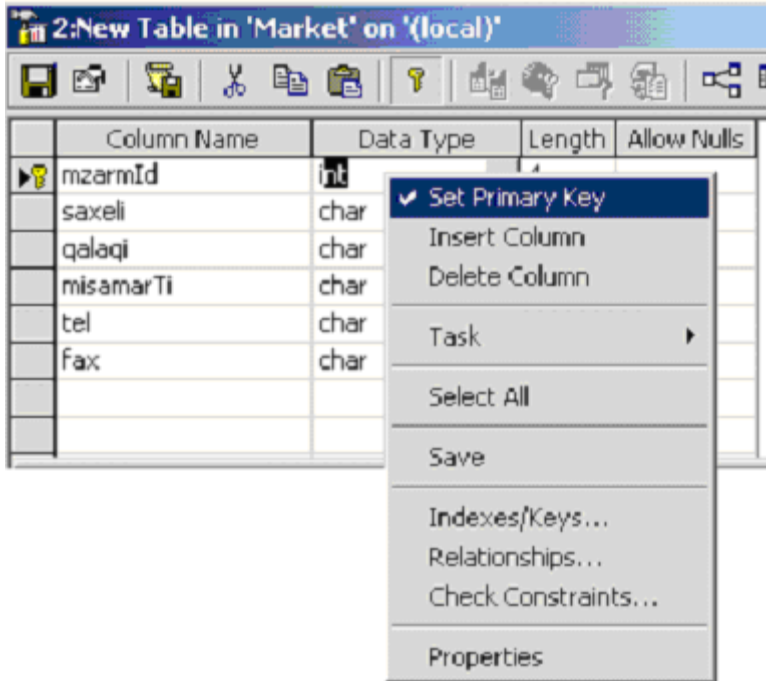 2:New Table in 'Market' on '(local)'
Column Name Data Type Length Allow Nulls
mzarmId int 4
saxeli char
qalaqi char
misamarTi char
tel char
fax char
Set Primary Key
Insert Column
Delete Column
Task
Select All
Save
Indexes/Keys...
Relationships...
Check Constraints...
Properties